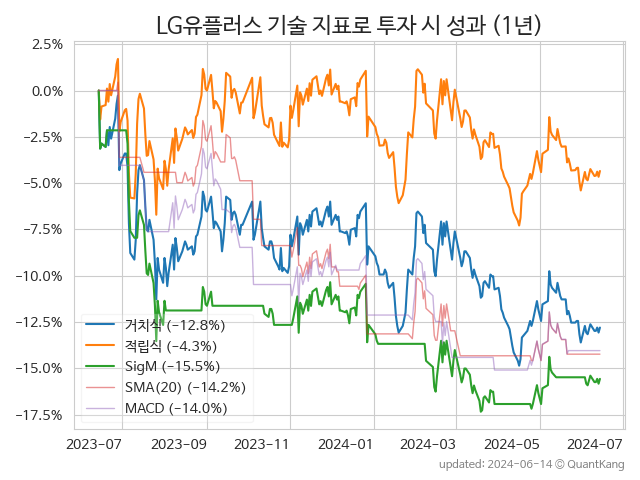 LG유플러스 기술 지표로 투자 시 성과 (1년)
2.5%
0.0%
−2.5%
−5.0%
−7.5%
−10.0%
−12.5%
−15.0%
−17.5%
거치식 (−12.8%)
적립식 (−4.3%)
SigM (−15.5%)
SMA(20) (−14.2%)
MACD (−14.0%)
2023-07 2023-09 2023-11 2024-01 2024-03 2024-05 2024-07
updated: 2024-06-14 © QuantKang